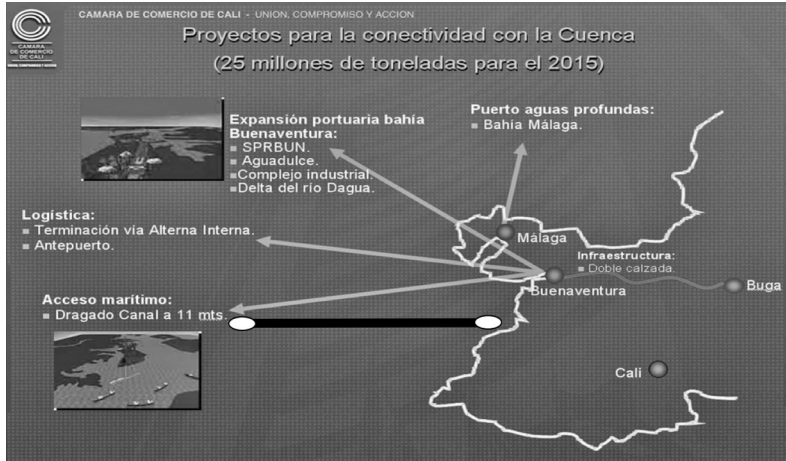 CAMARA DE COMERCIO DE CALI - UNION, COMPROMISO Y ACCION
CAMARA
DE COMERCIO
DE CALI
UNION, COMPROMISO Y ACCION
Proyectos para la conectividad con la Cuenca
(25 millones de toneladas para el 2015)
Expansión portuaria bahía
Buenaventura:
SPRBUN.
Aguadulce.
Complejo industrial.
Delta del río Dagua.
Puerto aguas profundas:
Bahía Málaga.
Logística:
Terminación vía Alterna Interna.
Antepuerto.
Málaga
Infraestructura:
Doble calzada.
Buenaventura
Buga
Acceso marítimo:
Dragado Canal a 11 mts.
Cali